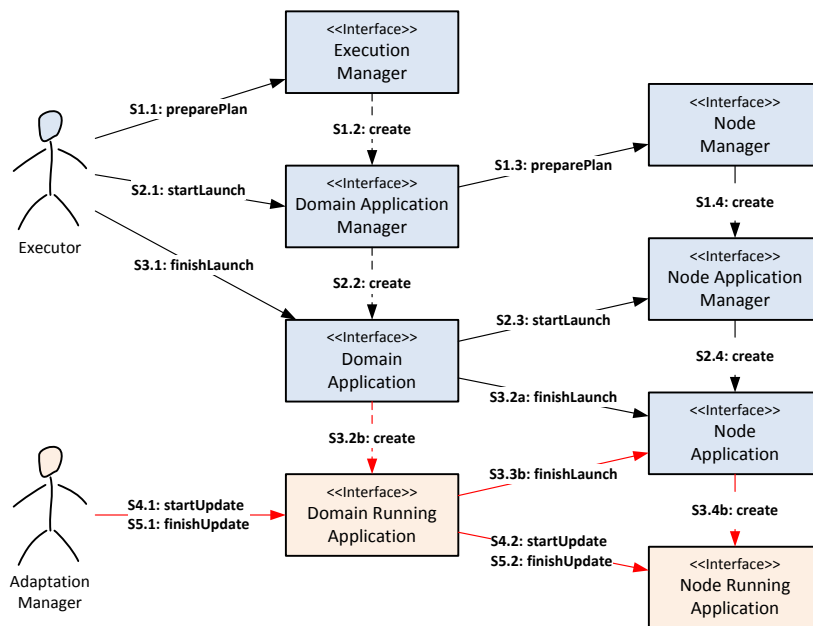 <<Interface>>
Execution
Manager
S1.1: preparePlan
S1.2: create
<<Interface>>
Node
Manager
S1.3: preparePlan
<<Interface>>
Domain Application
Manager
S2.1: startLaunch
S1.4: create
Executor
S3.1: finishLaunch
S2.2: create
<<Interface>>
Node Application
Manager
S2.3: startLaunch
<<Interface>>
Domain
Application
S2.4: create
S3.2a: finishLaunch
<<Interface>>
Node
Application
S3.2b: create
S3.3b: finishLaunch
<<Interface>>
Domain Running
Application
S4.1: startUpdate
S5.1: finishUpdate
S3.4b: create
S4.2: startUpdate
S5.2: finishUpdate
<<Interface>>
Node Running
Application
Adaptation
Manager